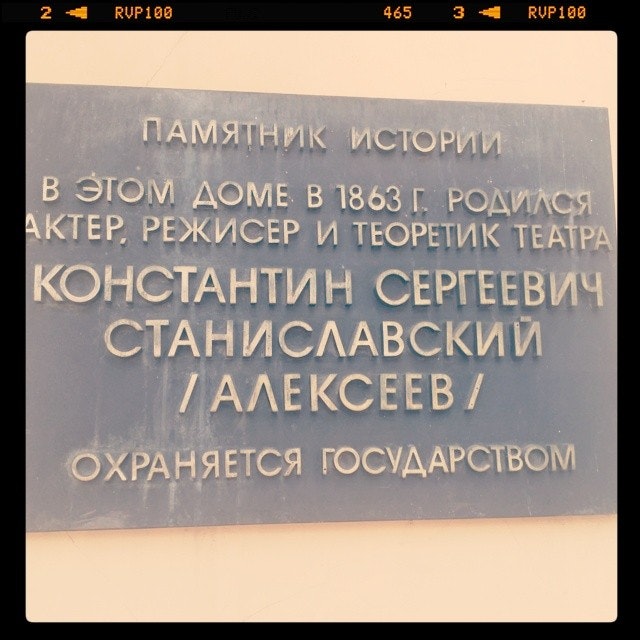 2 RVP100 465 3 RVP100
ПАМЯТНИК ИСТОРИИ
В ЭТОМ ДОМЕ В 1863 Г. РОДИЛСЯ
АКТЕР, РЕЖИСЕР И ТЕОРЕТИК ТЕАТРА
КОНСТАНТИН СЕРГЕЕВИЧ
СТАНИСЛАВСКИЙ
/АЛЕКСЕЕВ/
ОХРАНЯЕТСЯ ГОСУДАРСТВОМ